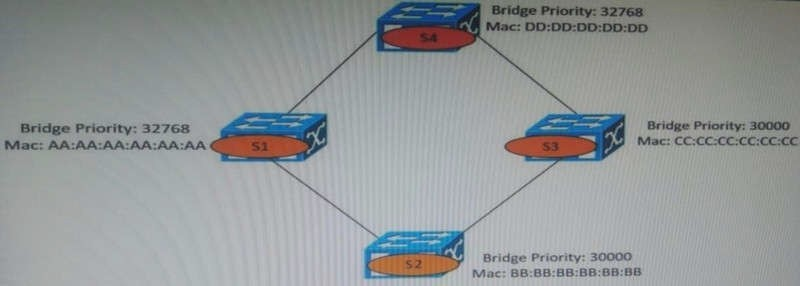 Bridge Priority: 32768
Mac: DD:DD:DD:DD:DD
S4
Bridge Priority: 32768
Mac: AA:AA:AA:AA:AA:AA
S1
S3
Bridge Priority: 30000
Mac: CC:CC:CC:CC:CC:CC
S2
Bridge Priority: 30000
Mac: BB:BB:BB:BB:BB:BB